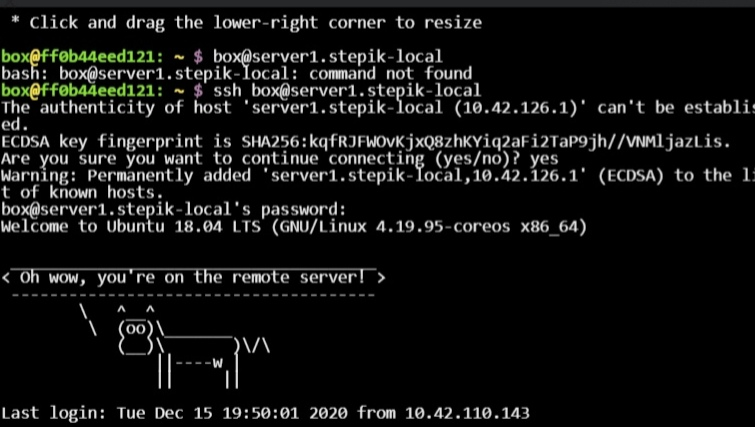 * Click and drag the lower-right corner to resize
box@ff0b44eed121: ~ $ box@server1.stepik-local
bash: box@server1.stepik-local: command not found
box@ff0b44eed121: ~ $ ssh box@server1.stepik-local
The authenticity of host 'server1.stepik-local (10.42.126.1)' can't be establis
ed.
ECDSA key fingerprint is SHA256:kqfRJFWOvKjxQ8zhKYiq2aFi2TaP9jh//VNMljazLis.
Are you sure you want to continue connecting (yes/no)? yes
Warning: Permanently added 'server1.stepik-local,10.42.126.1' (ECDSA) to the li
t of known hosts.
box@server1.stepik-local's password:
Welcome to Ubuntu 18.04 LTS (GNU/Linux 4.19.95-coreos x86_64)
< Oh wow, you're on the remote server! >
 --------------------------------------
        \   ^__^
         \  (oo)\_______
            (__)\       )\/\
                ||----w |
                ||     ||
Last login: Tue Dec 15 19:50:01 2020 from 10.42.110.143